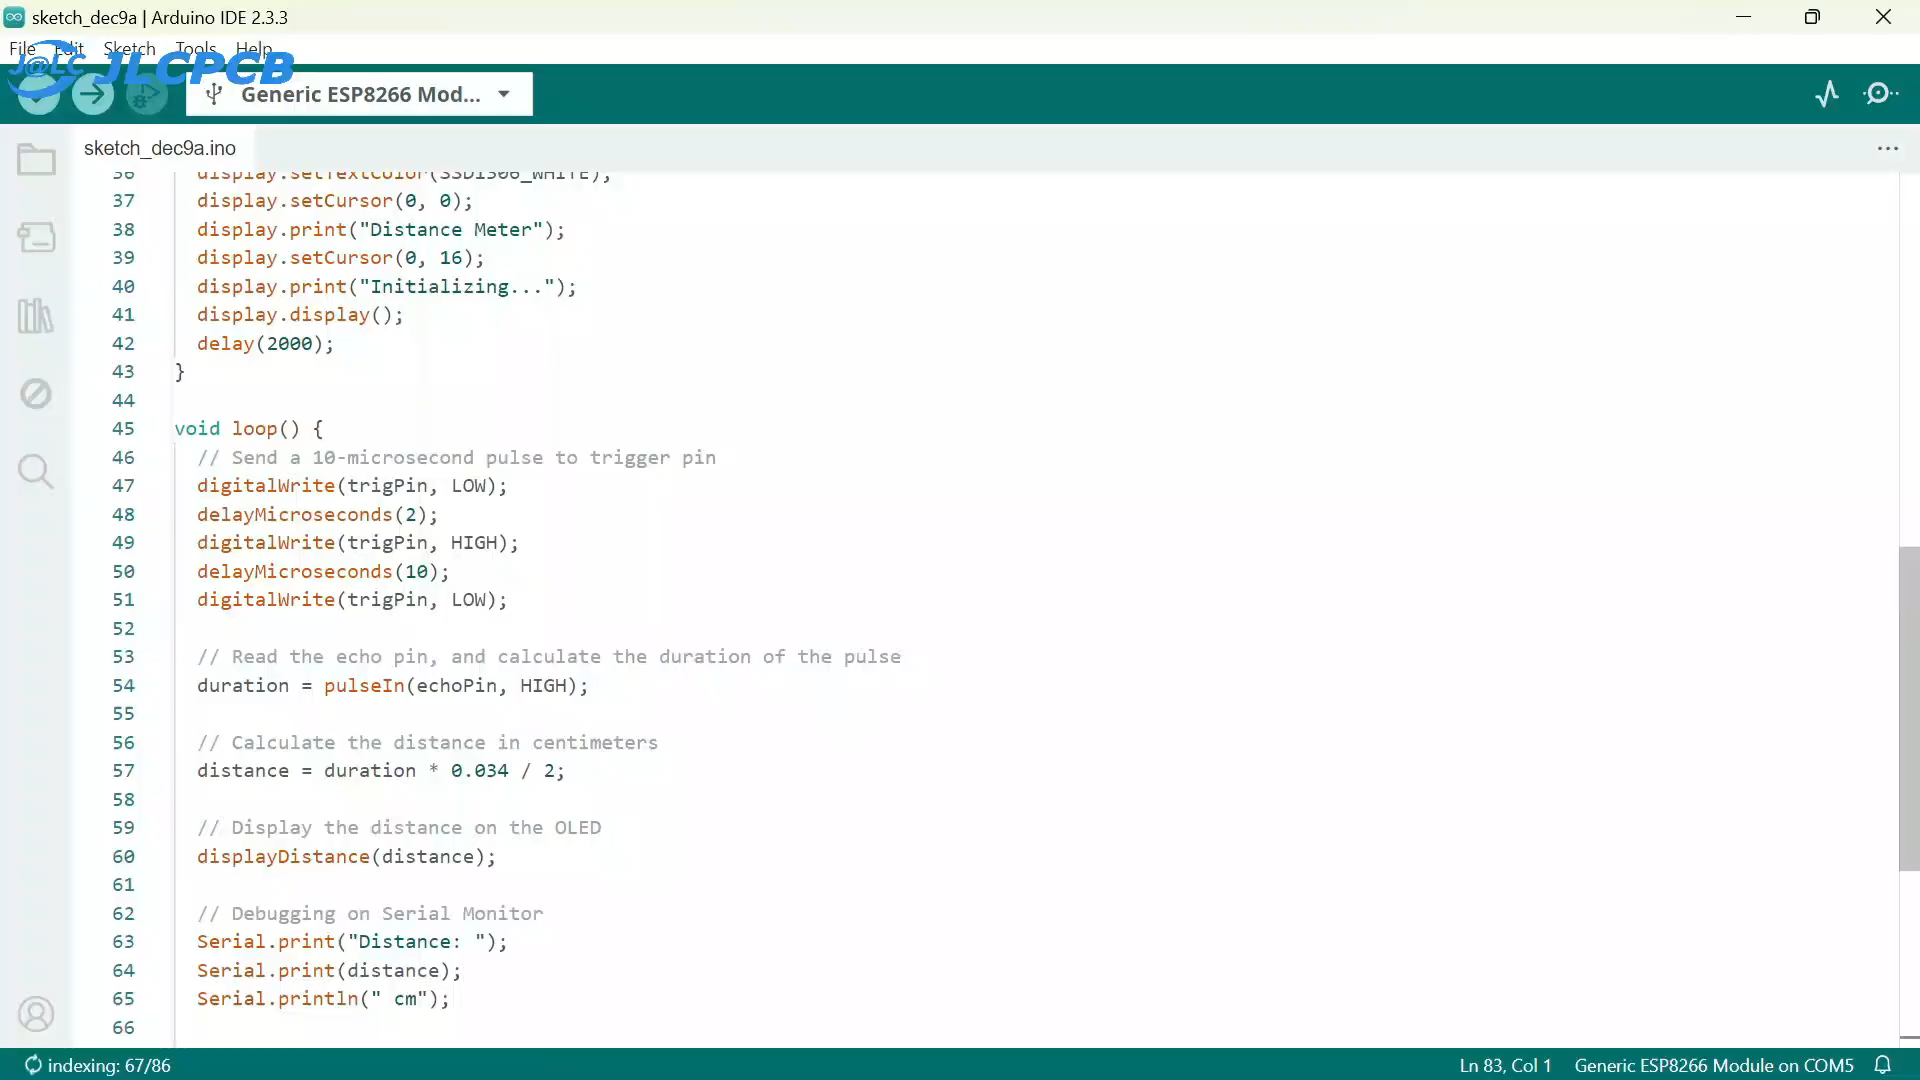 sketch_dec9a | Arduino IDE 2.3.3
File Edit Sketch Tools Help
J@LC JLCPCB
Generic ESP8266 Mod...
sketch_dec9a.ino
36 display.setTextColor(SSD1306_WHITE);
37 display.setCursor(0, 0);
38 display.print("Distance Meter");
39 display.setCursor(0, 16);
40 display.print("Initializing...");
41 display.display();
42 delay(2000);
43 }
44
45 void loop() {
46 // Send a 10-microsecond pulse to trigger pin
47 digitalWrite(trigPin, LOW);
48 delayMicroseconds(2);
49 digitalWrite(trigPin, HIGH);
50 delayMicroseconds(10);
51 digitalWrite(trigPin, LOW);
52
53 // Read the echo pin, and calculate the duration of the pulse
54 duration = pulseIn(echoPin, HIGH);
55
56 // Calculate the distance in centimeters
57 distance = duration * 0.034 / 2;
58
59 // Display the distance on the OLED
60 displayDistance(distance);
61
62 // Debugging on Serial Monitor
63 Serial.print("Distance: ");
64 Serial.print(distance);
65 Serial.println(" cm");
66
indexing: 67/86
Ln 83, Col 1 Generic ESP8266 Module on COM5